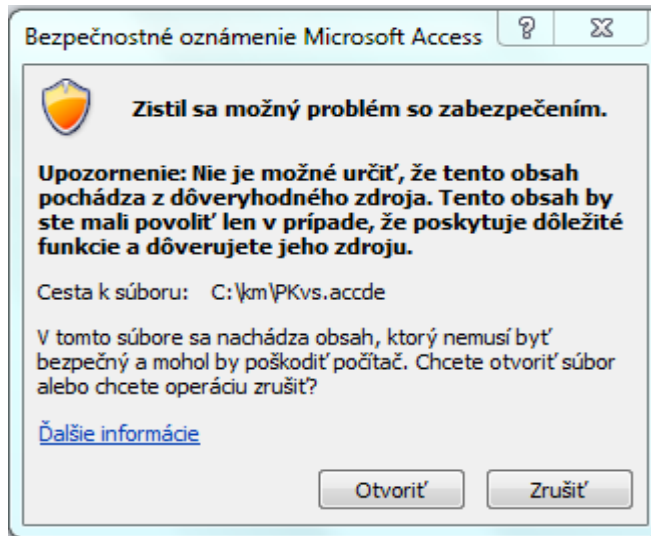 Bezpečnostné oznámenie Microsoft Access
Zistil sa možný problém so zabezpečením.
Upozornenie: Nie je možné určiť, že tento obsah
pochádza z dôveryhodného zdroja. Tento obsah by
ste mali povoliť len v prípade, že poskytuje dôležité
funkcie a dôverujete jeho zdroju.
Cesta k súboru: C:\km\PKvs.accde
V tomto súbore sa nachádza obsah, ktorý nemusí byť
bezpečný a mohol by poškodiť počítač. Chcete otvoriť súbor
alebo chcete operáciu zrušiť?
Ďalšie informácie
Otvoriť Zrušiť